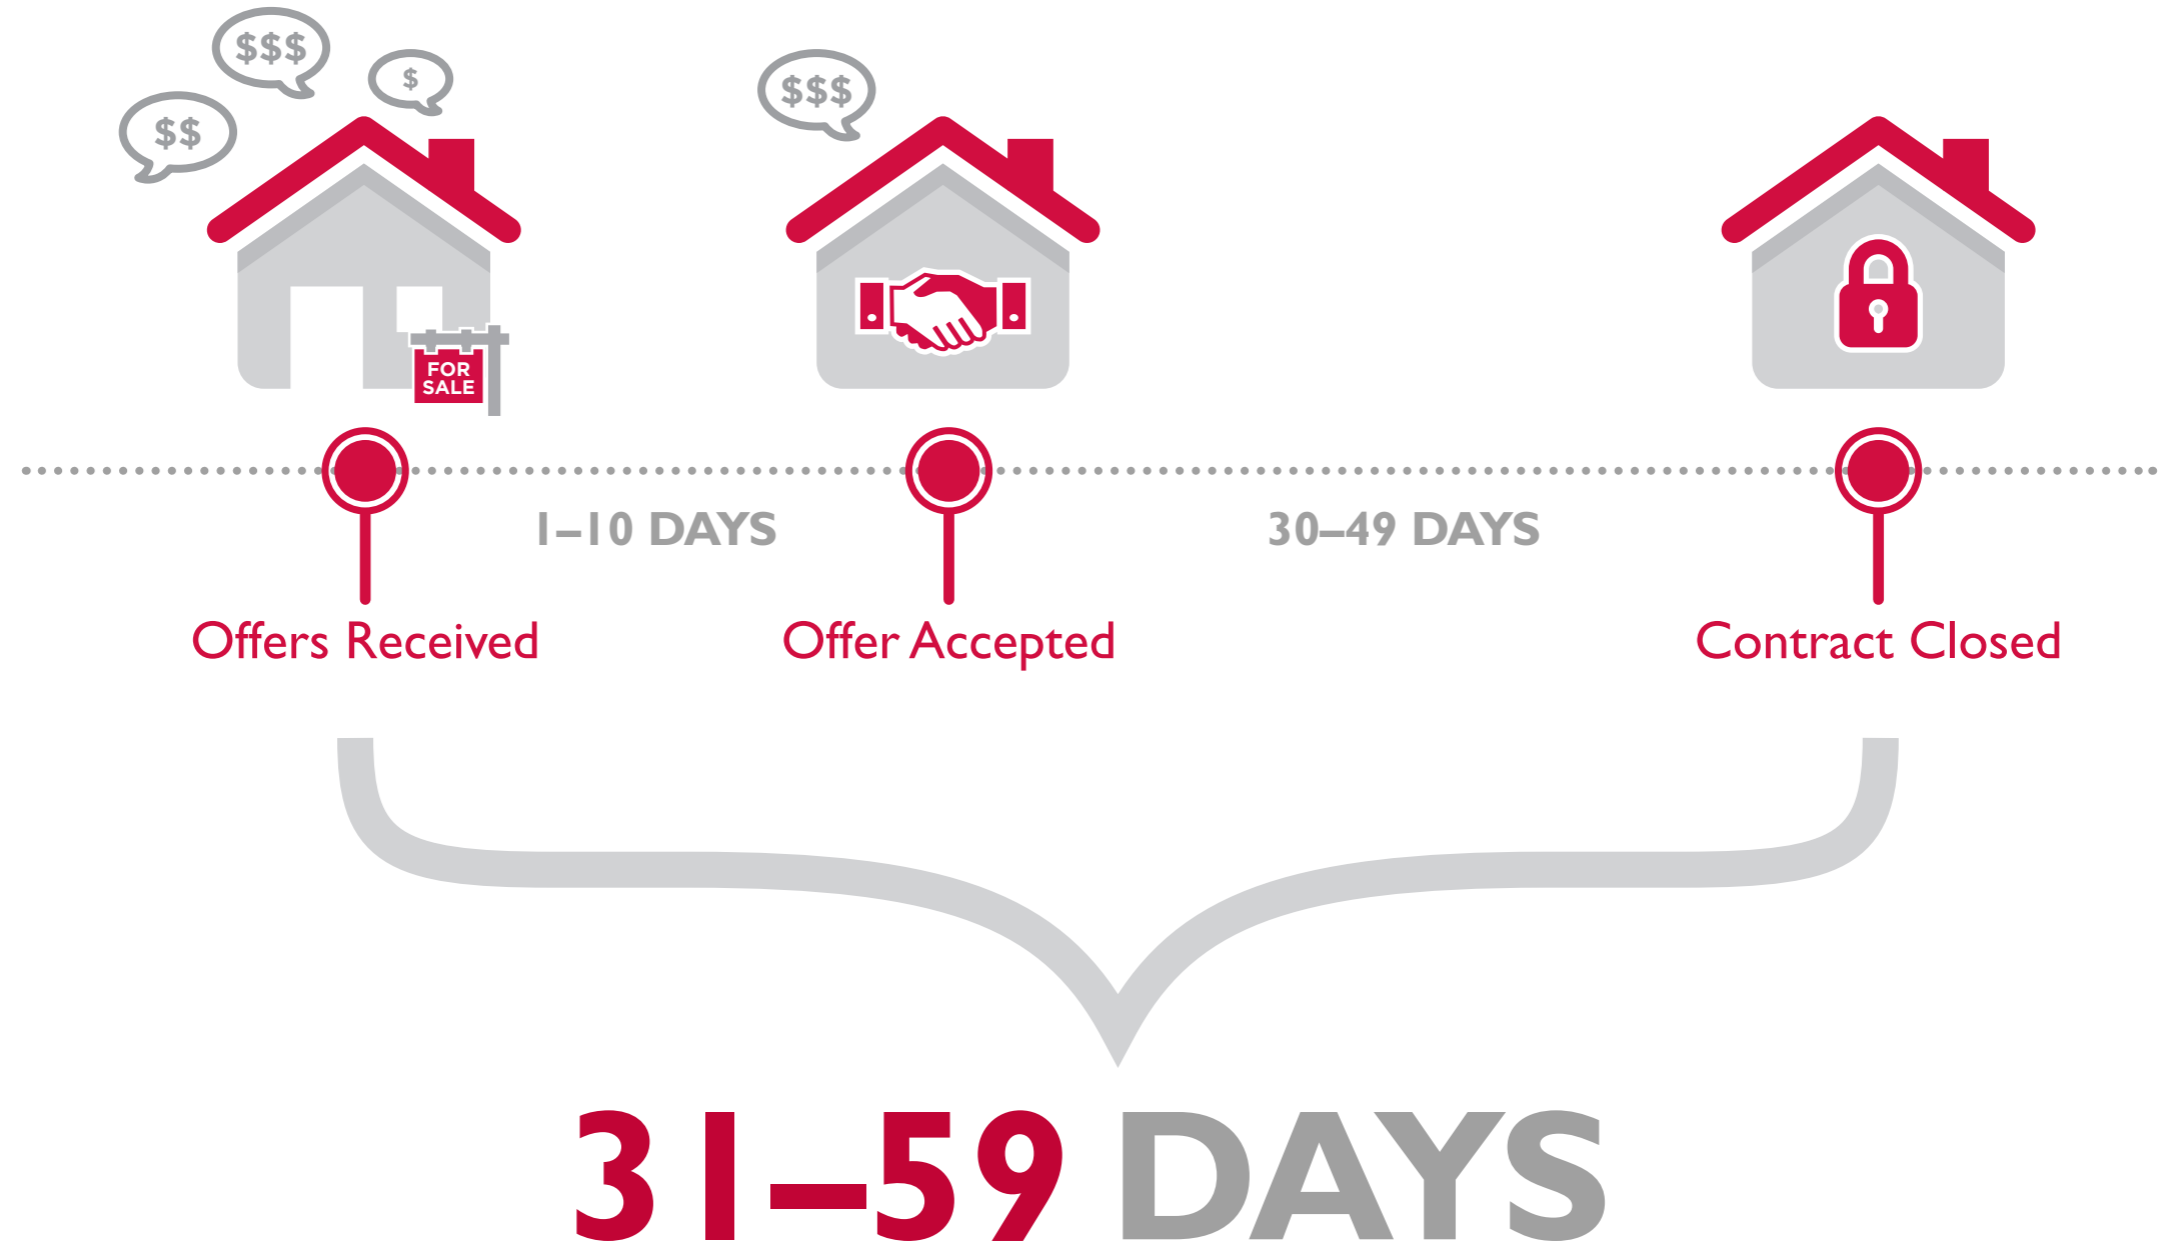 $$$
$
$$
$$$
FOR
SALE
1–10 DAYS
30–49 DAYS
Offers Received
Offer Accepted
Contract Closed
31–59 DAYS